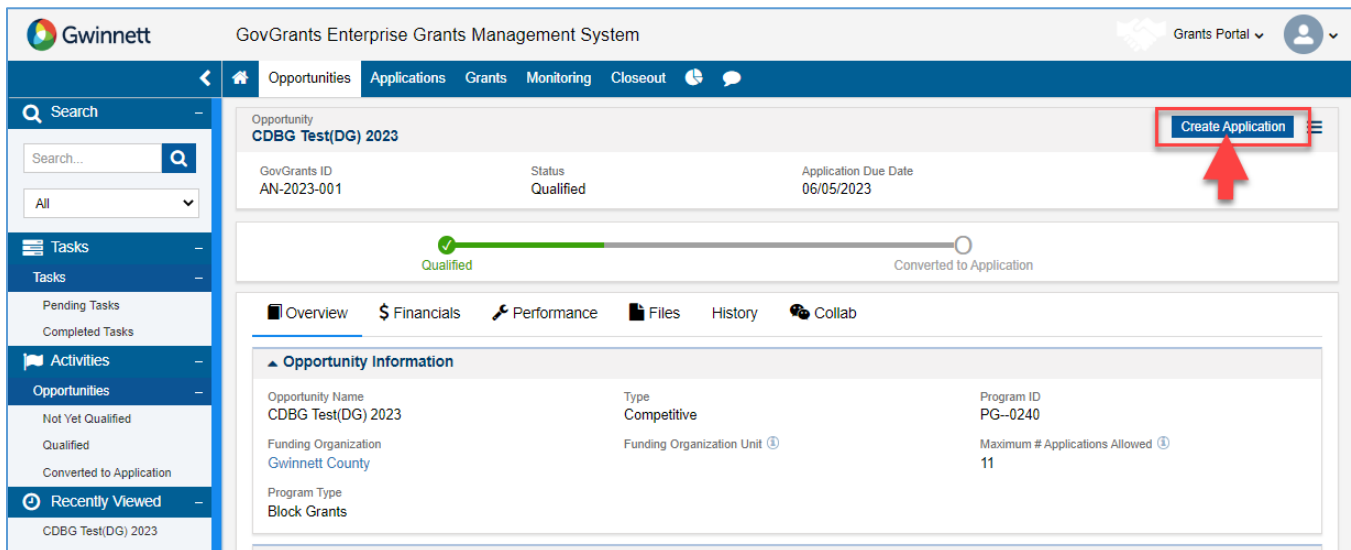 Gwinnett
GovGrants Enterprise Grants Management System
Grants Portal
Opportunities Applications Grants Monitoring Closeout
Search
Search...
All
Tasks
Tasks
Pending Tasks
Completed Tasks
Activities
Opportunities
Not Yet Qualified
Qualified
Converted to Application
Recently Viewed
CDBG Test(DG) 2023
Opportunity
CDBG Test(DG) 2023
Create Application
GovGrants ID Status Application Due Date
AN-2023-001 Qualified 06/05/2023
Qualified Converted to Application
Overview $ Financials Performance Files History Collab
Opportunity Information
Opportunity Name Type Program ID
CDBG Test(DG) 2023 Competitive PG--0240
Funding Organization Funding Organization Unit Maximum # Applications Allowed
Gwinnett County 11
Program Type
Block Grants